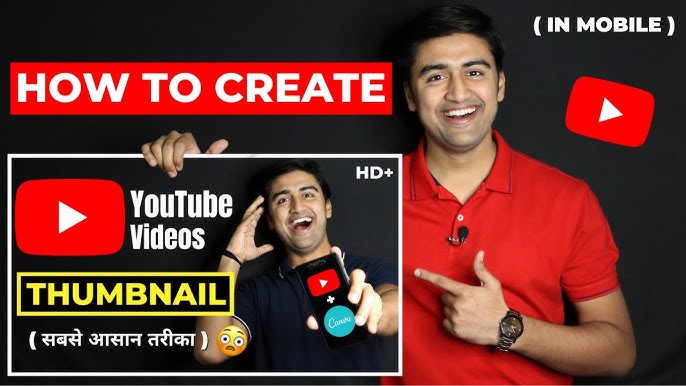 ( IN MOBILE )
HOW TO CREATE
HD+
YouTube
Videos
THUMBNAIL
Canva
( सबसे आसान तरीका )